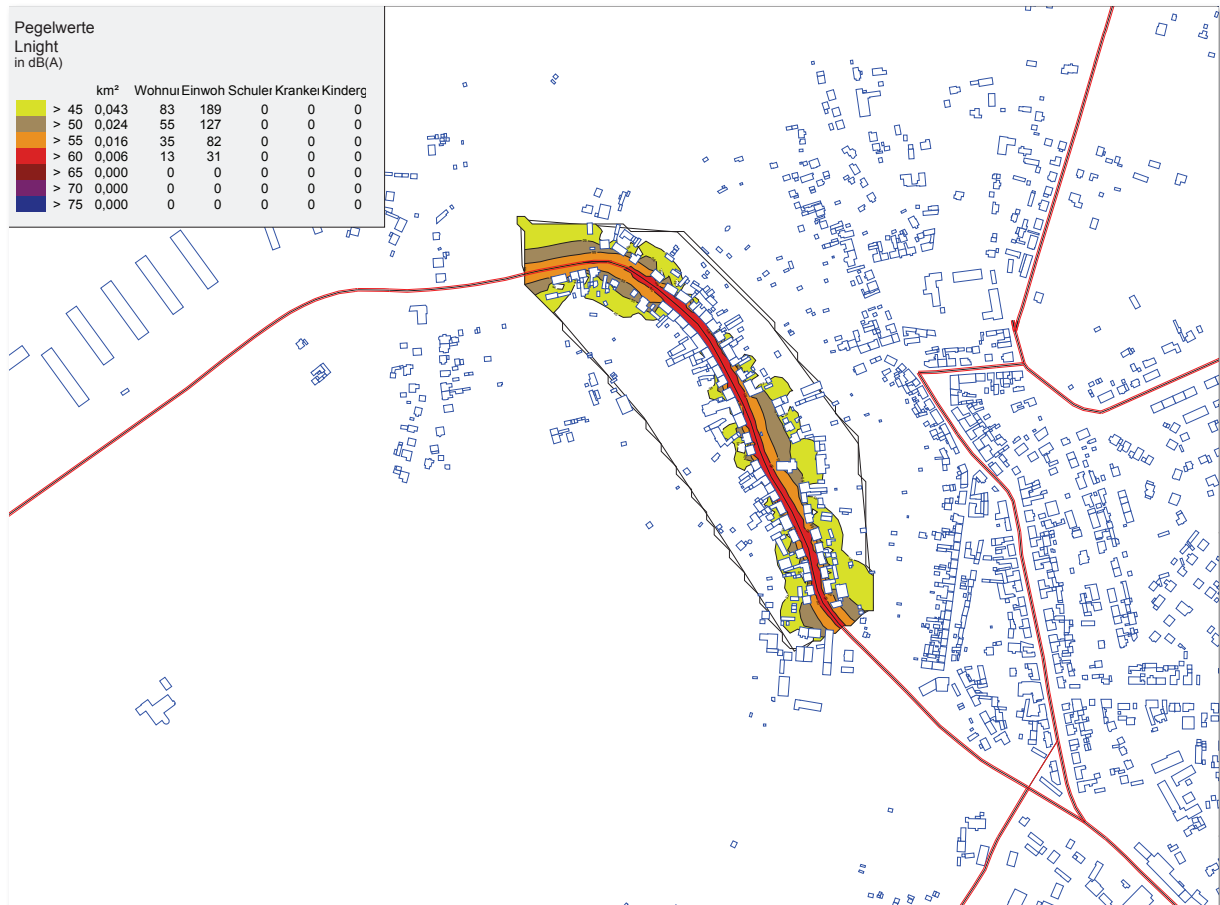 Pegelwerte
Lnight
in dB(A)
km² Wohnu Einwoh Schuler Kranker Kinderg
> 45 0,043 83 189 0 0 0
> 50 0,024 55 127 0 0 0
> 55 0,016 35 82 0 0 0
> 60 0,006 13 31 0 0 0
> 65 0,000 0 0 0 0 0
> 70 0,000 0 0 0 0 0
> 75 0,000 0 0 0 0 0